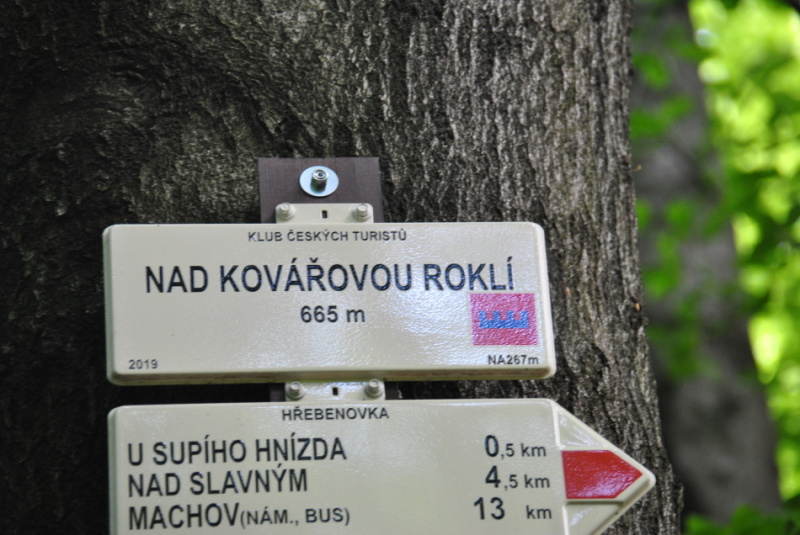 KLUB ČESKÝCH TURISTŮ
NAD KOVÁŘOVOU ROKLÍ
665 m
2019 NA267m
HŘEBENOVKA
U SUPÍHO HNÍZDA 0,5 km
NAD SLAVNÝM 4,5 km
MACHOV(NÁM., BUS) 13 km